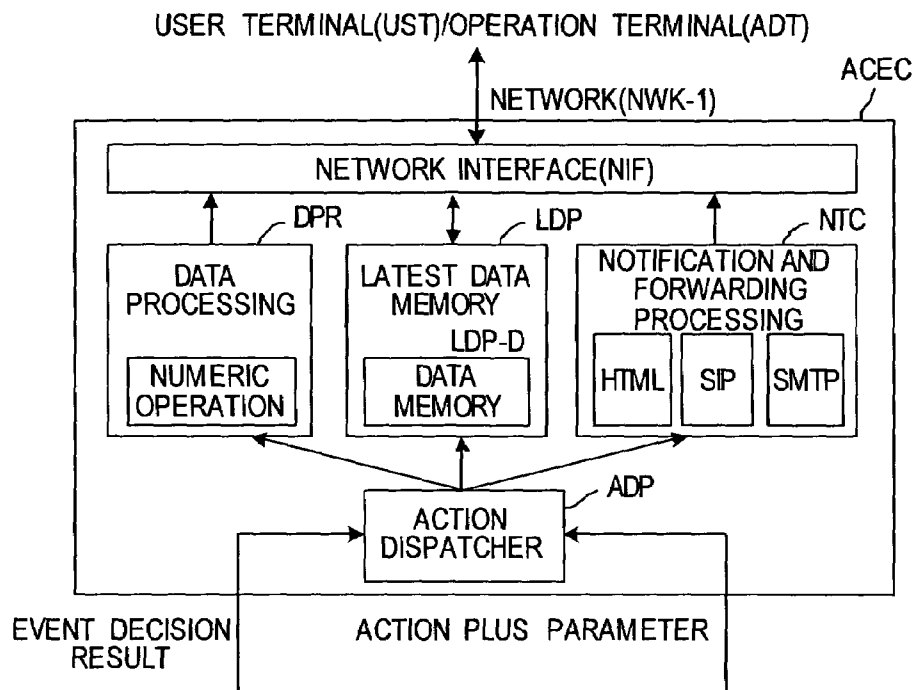 USER TERMINAL(UST)/OPERATION TERMINAL(ADT)
ACEC
NETWORK(NWK-1)
NETWORK INTERFACE(NIF)
DPR
LDP
NTC
DATA
PROCESSING
NUMERIC
OPERATION
LATEST DATA
MEMORY
LDP-D
DATA
MEMORY
NOTIFICATION AND
FORWARDING
PROCESSING
HTML
SIP
SMTP
ADP
ACTION
DISPATCHER
EVENT DECISION
RESULT
ACTION PLUS PARAMETER